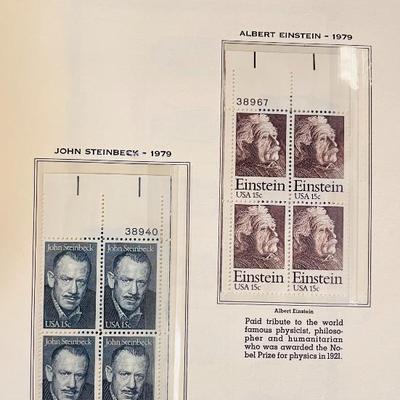 ALBERT EINSTEIN - 1979
38967
Einstein
USA 15c
Einstein
USA 15c
Einstein
USA 15c
Einstein
USA 15c
Albert Einstein
Paid tribute to the world
famous physicist, philoso-
pher and humanitarian
who was awarded the No-
bel Prize for physics in 1921.
JOHN STEINBECK - 1979
38940
John Steinbeck
USA 15c
John Steinbeck
USA 15c
John Steinbeck
John Steinbeck